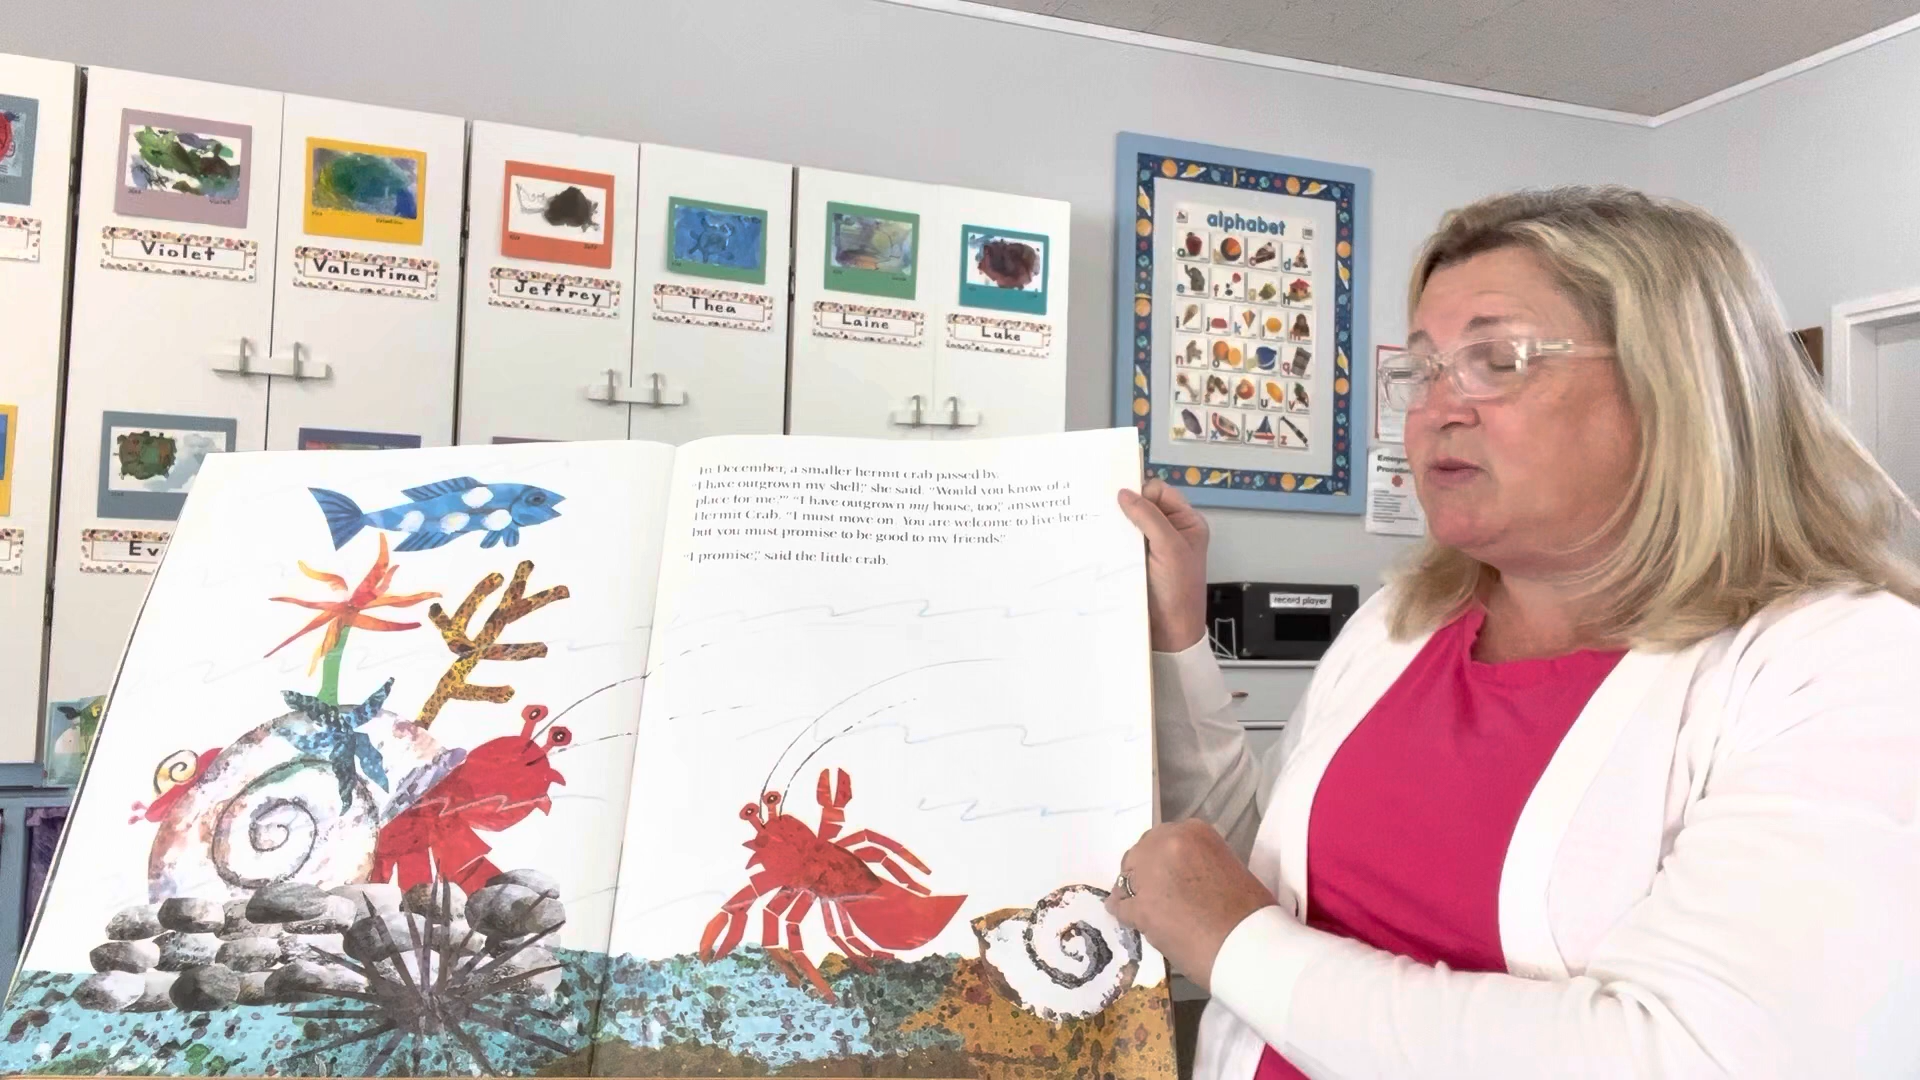 Violet
Valentina
Jeffrey
Thea
Laine
Luke
Ev
alphabet
a
d
e
h
i
j
k
n
q
r
u
v
w
x
y
z
record player
In December, a smaller hermit crab passed by.
"I have outgrown my shell," she said. "Would you know of a
place for me?" "I have outgrown my house, too," answered
Hermit Crab. "I must move on. You are welcome to live here—
but you must promise to be good to my friends."
"I promise," said the little crab.